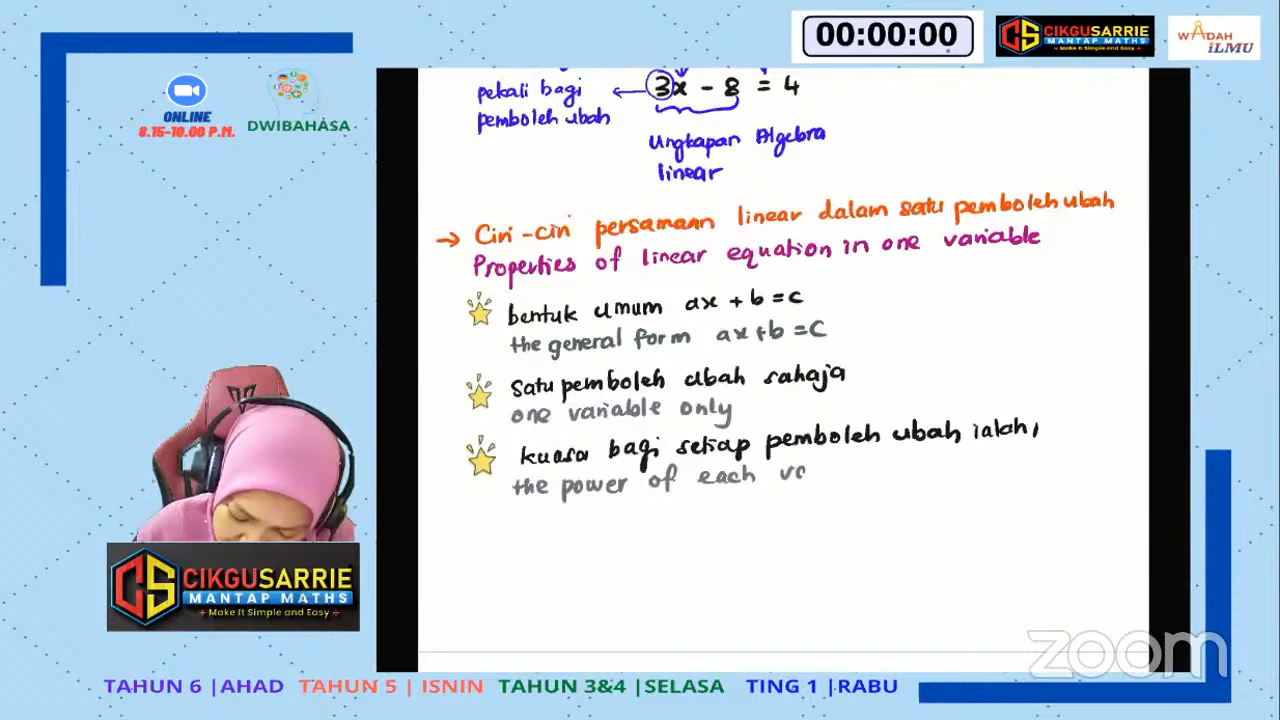 00:00:00
CIKGUSARRIE
MANTAP MATHS
Make It Simple and Easy
WADAH
ILMU
ONLINE
8.15-10.00 P.M.
DWIBAHASA
pekali bagi
pemboleh ubah
3x - 8 = 4
Ungkapan Algebra
linear
→ Ciri-ciri persamaan linear dalam satu pemboleh ubah
Properties of linear equation in one variable
bentuk umum ax + b = c
the general form ax+b = C
satu pemboleh ubah sahaja
one variable only
kuasa bagi setiap pemboleh ubah ialah 1
the power of each va
CS CIKGUSARRIE
MANTAP MATHS
+ Make It Simple and Easy +
zoom
TAHUN 6 |AHAD TAHUN 5 | ISNIN TAHUN 3&4 |SELASA TING 1 |RABU